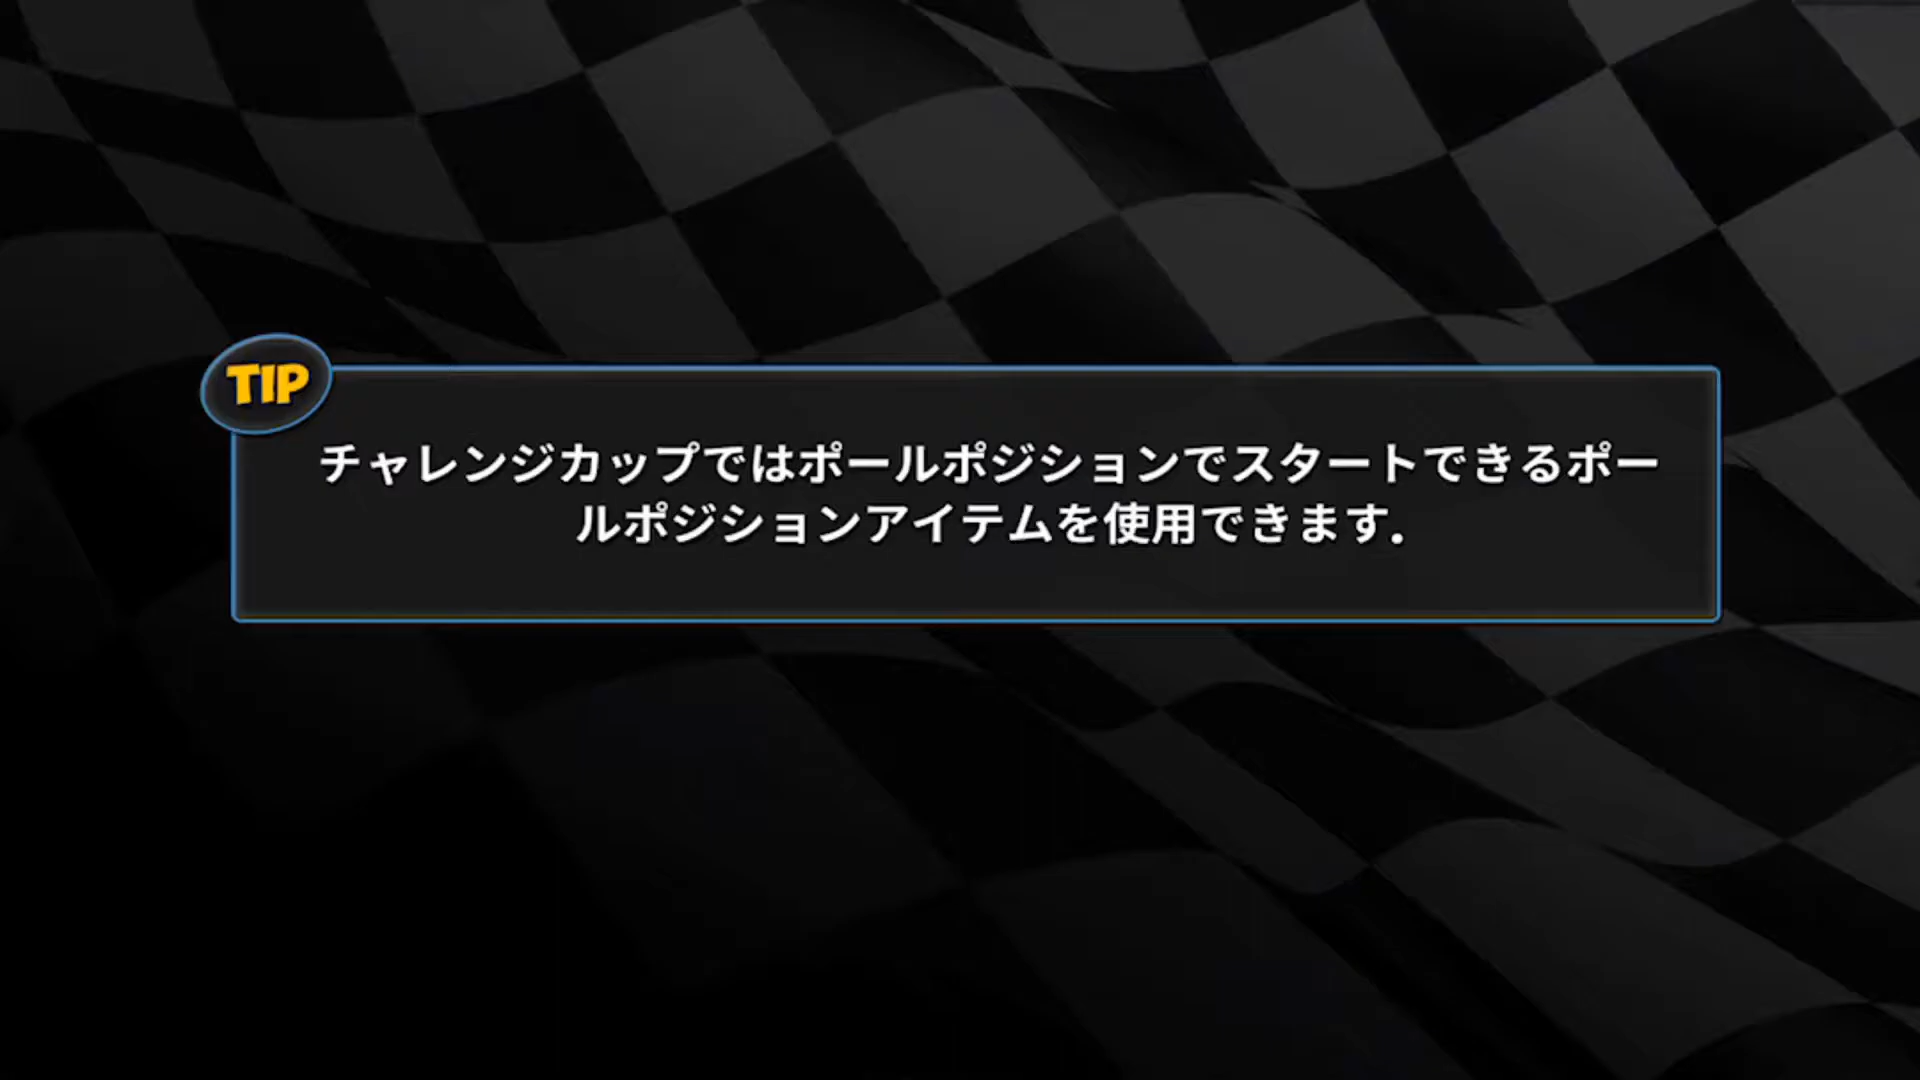 TIP
チャレンジカップではポールポジションでスタートできるポー
ルポジションアイテムを使用できます.